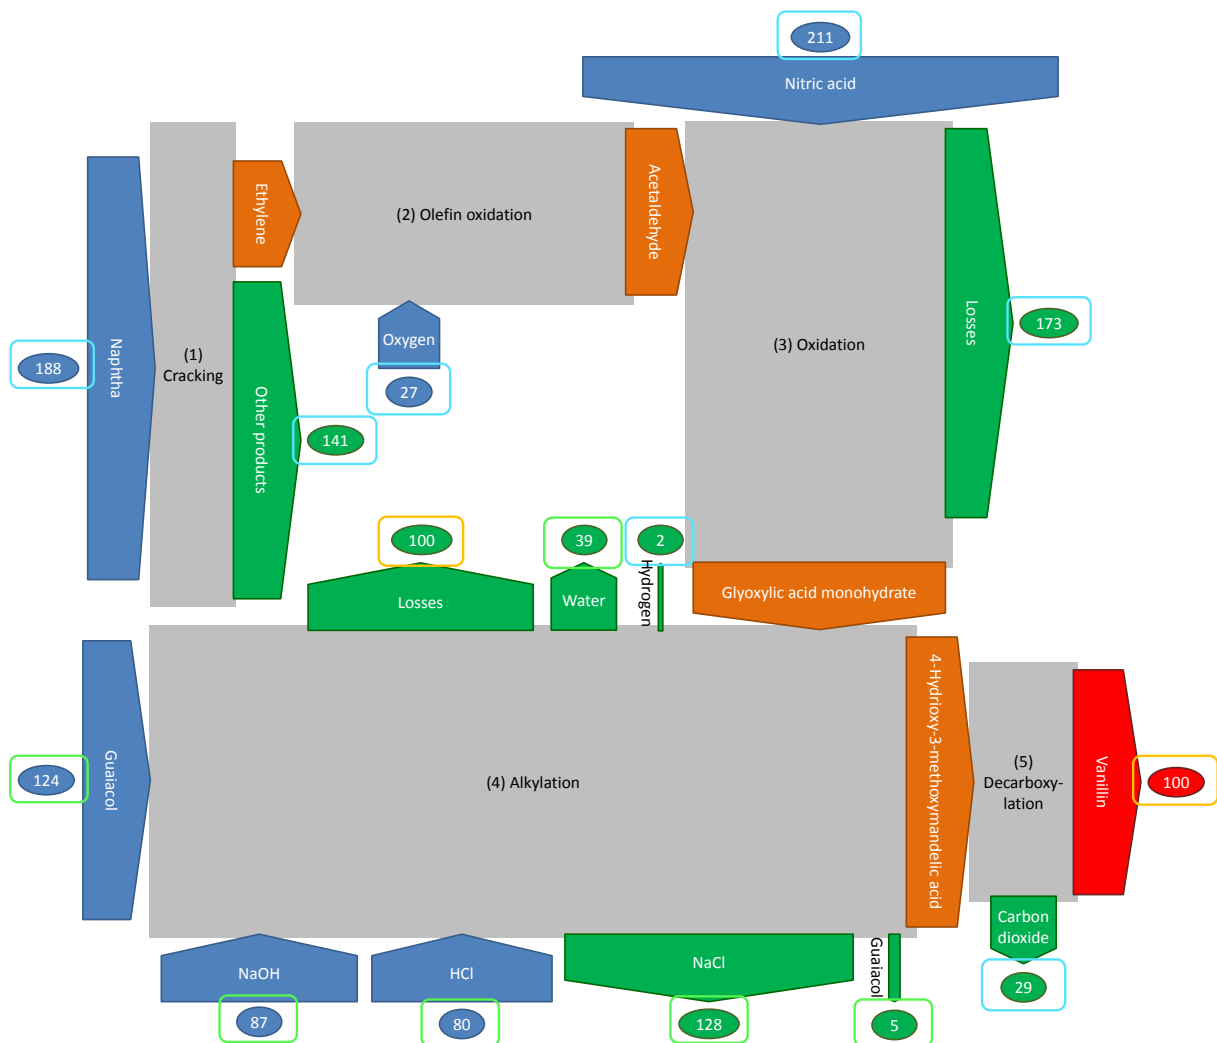 211
Nitric acid
Naphtha
188
(1)
Cracking
Ethylene
Other products
141
(2) Olefin oxidation
Oxygen
27
Acetaldehyde
(3) Oxidation
Losses
173
100
Losses
39
Water
2
Hydrogen
Glyoxylic acid monohydrate
Guaiacol
124
(4) Alkylation
4-Hydrioxy-3-methoxymandelic acid
(5)
Decarboxy-
lation
Vanillin
100
NaOH
87
HCl
80
NaCl
128
Guaiacol
5
Carbon
dioxide
29